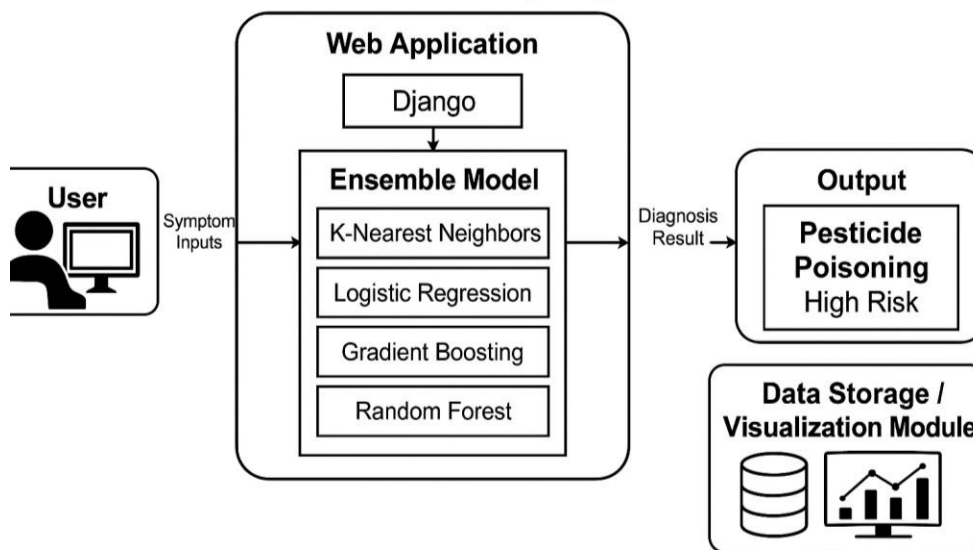 Web Application
Django
Ensemble Model
K-Nearest Neighbors
Logistic Regression
Gradient Boosting
Random Forest
User
Symptom
Inputs
Diagnosis
Result
Output
Pesticide
Poisoning
High Risk
Data Storage /
Visualization Module